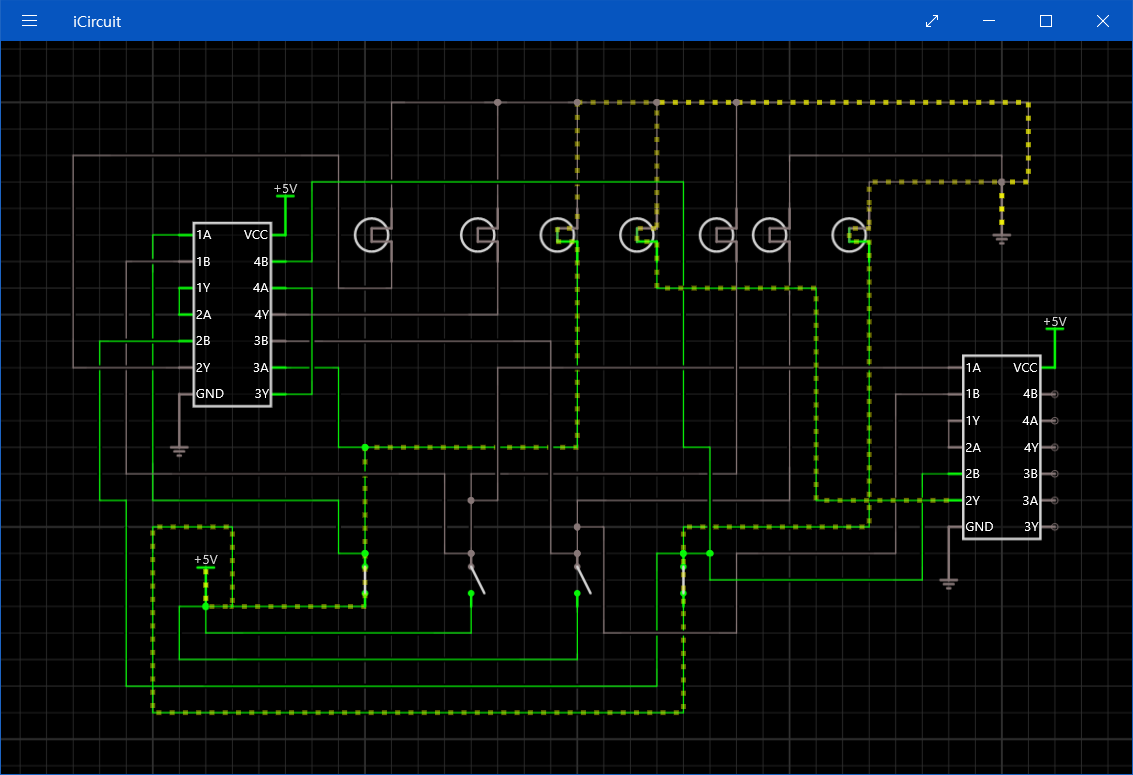 iCircuit
+5V
1A VCC
1B 4B
1Y 4A
2A 4Y
2B 3B
2Y 3A
GND 3Y
+5V
1A VCC
1B 4B
1Y 4A
2A 4Y
2B 3B
2Y 3A
GND 3Y
+5V